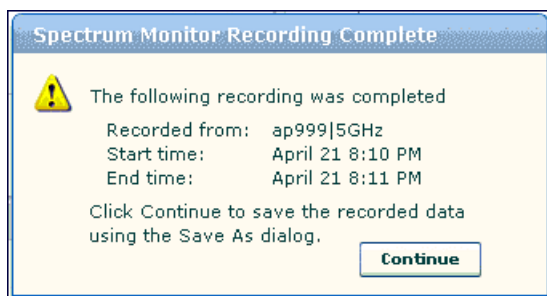 Spectrum Monitor Recording Complete
The following recording was completed
Recorded from: ap999|5GHz
Start time: April 21 8:10 PM
End time: April 21 8:11 PM
Click Continue to save the recorded data
using the Save As dialog.
Continue